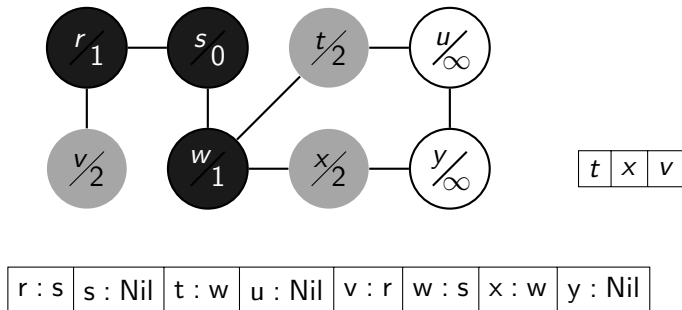 r/1 s/0 t/2 u/∞
v/2 w/1 x/2 y/∞
t x v
r : s s : Nil t : w u : Nil v : r w : s x : w y : Nil